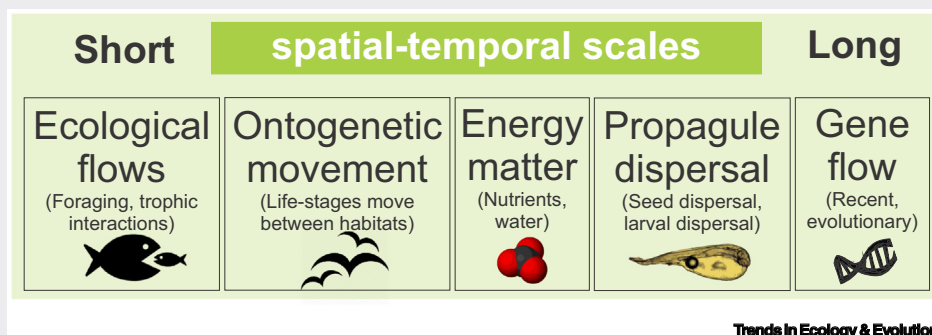 Short spatial-temporal scales Long
Ecological
flows
(Foraging, trophic
interactions)
Ontogenetic
movement
(Life-stages move
between habitats)
Energy
matter
(Nutrients,
water)
Propagule
dispersal
(Seed dispersal,
larval dispersal)
Gene
flow
(Recent,
evolutionary)
Trends in Ecology & Evolution